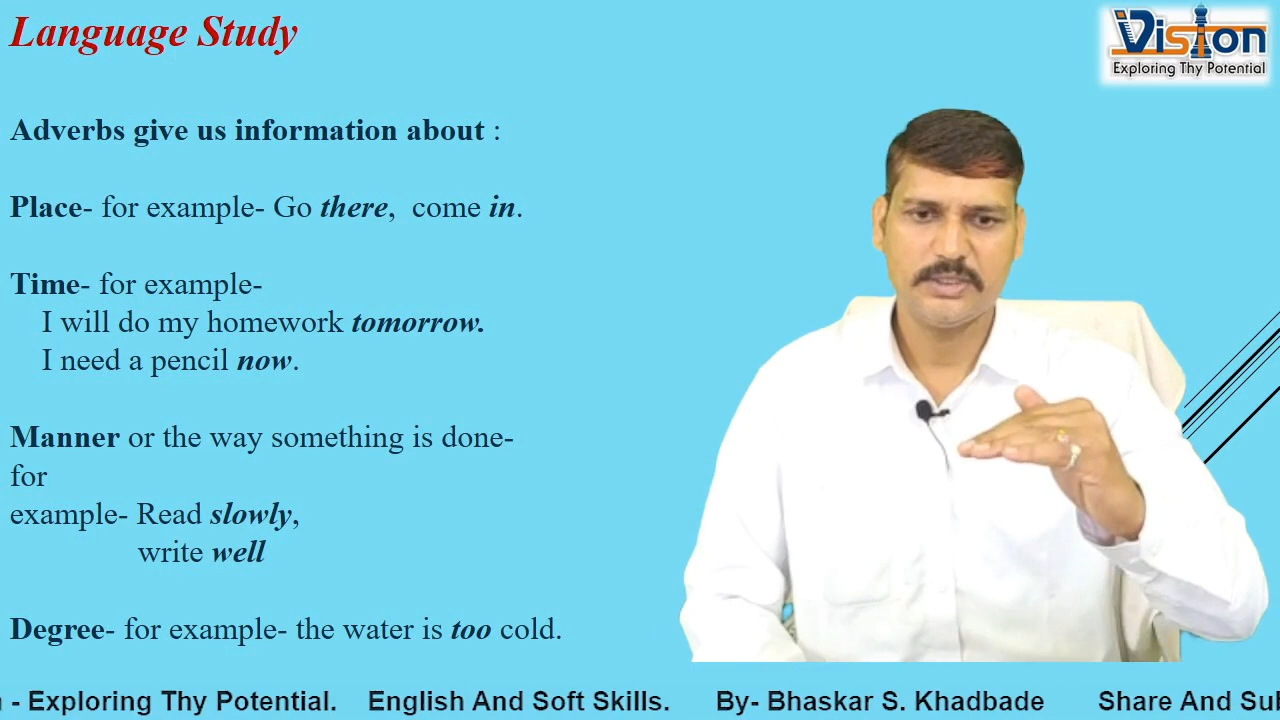 Language Study
Vision
Exploring Thy Potential
Adverbs give us information about :
Place- for example- Go there, come in.
Time- for example-
I will do my homework tomorrow.
I need a pencil now.
Manner or the way something is done-
for
example- Read slowly,
write well
Degree- for example- the water is too cold.
- Exploring Thy Potential. English And Soft Skills. By- Bhaskar S. Khadbade Share And